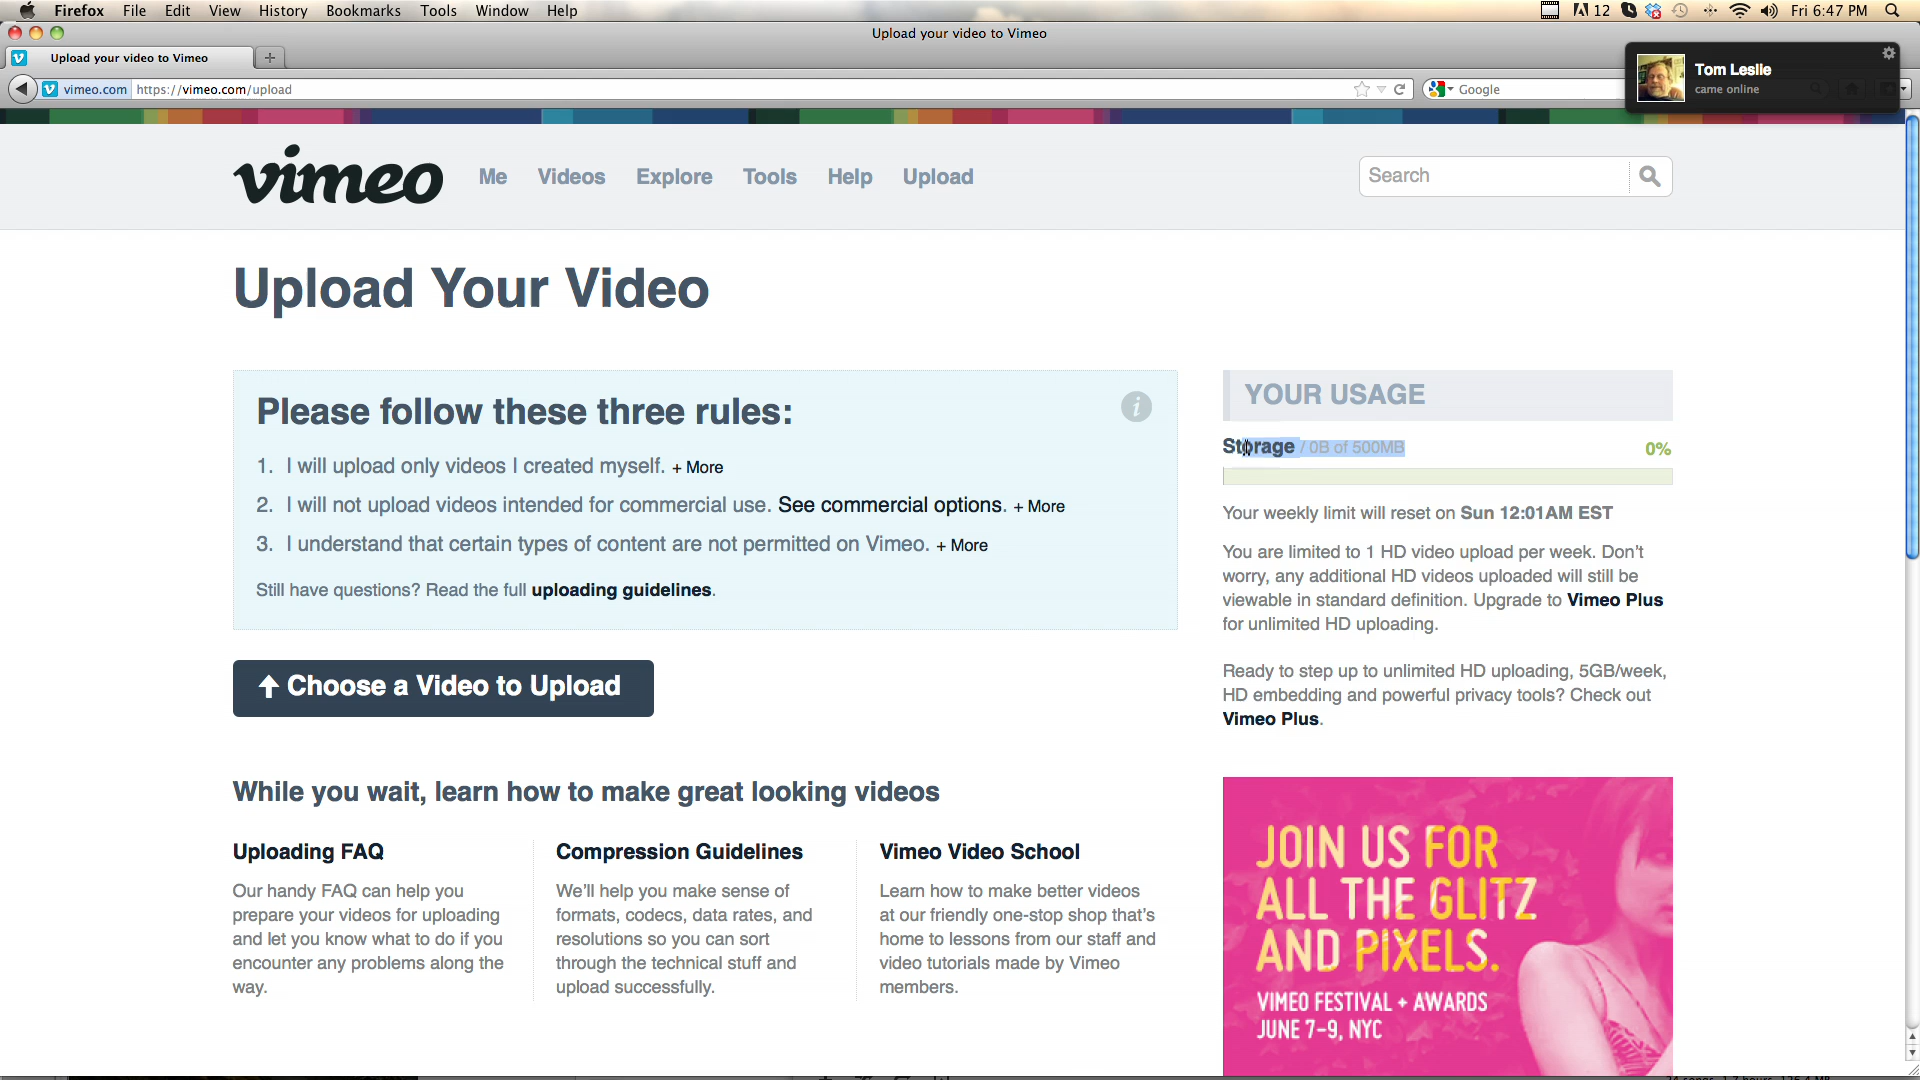 Firefox File Edit View History Bookmarks Tools Window Help
12 Fri 6:47 PM
Upload your video to Vimeo
Upload your video to Vimeo
vimeo.com https://vimeo.com/upload
Google
Tom Leslie
came online
vimeo
Me Videos Explore Tools Help Upload
Search
Upload Your Video
Please follow these three rules:
1. I will upload only videos I created myself. + More
2. I will not upload videos intended for commercial use. See commercial options. + More
3. I understand that certain types of content are not permitted on Vimeo. + More
Still have questions? Read the full uploading guidelines.
Choose a Video to Upload
While you wait, learn how to make great looking videos
Uploading FAQ
Our handy FAQ can help you
prepare your videos for uploading
and let you know what to do if you
encounter any problems along the
way.
Compression Guidelines
We'll help you make sense of
formats, codecs, data rates, and
resolutions so you can sort
through the technical stuff and
upload successfully.
Vimeo Video School
Learn how to make better videos
at our friendly one-stop shop that's
home to lessons from our staff and
video tutorials made by Vimeo
members.
YOUR USAGE
Storage / 0B of 500MB 0%
Your weekly limit will reset on Sun 12:01AM EST
You are limited to 1 HD video upload per week. Don't
worry, any additional HD videos uploaded will still be
viewable in standard definition. Upgrade to Vimeo Plus
for unlimited HD uploading.
Ready to step up to unlimited HD uploading, 5GB/week,
HD embedding and powerful privacy tools? Check out
Vimeo Plus.
JOIN US FOR
ALL THE GLITZ
AND PIXELS.
VIMEO FESTIVAL + AWARDS
JUNE 7-9, NYC